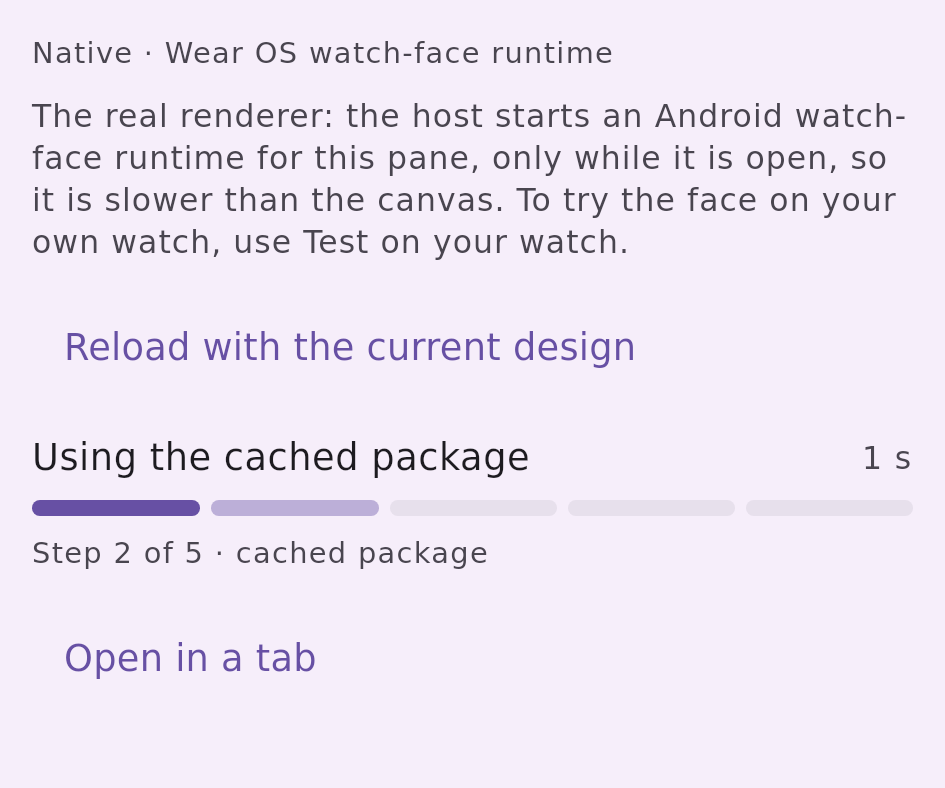 Native · Wear OS watch-face runtime
The real renderer: the host starts an Android watch-
face runtime for this pane, only while it is open, so
it is slower than the canvas. To try the face on your
own watch, use Test on your watch.
Reload with the current design
Using the cached package 1 s
Step 2 of 5 · cached package
Open in a tab